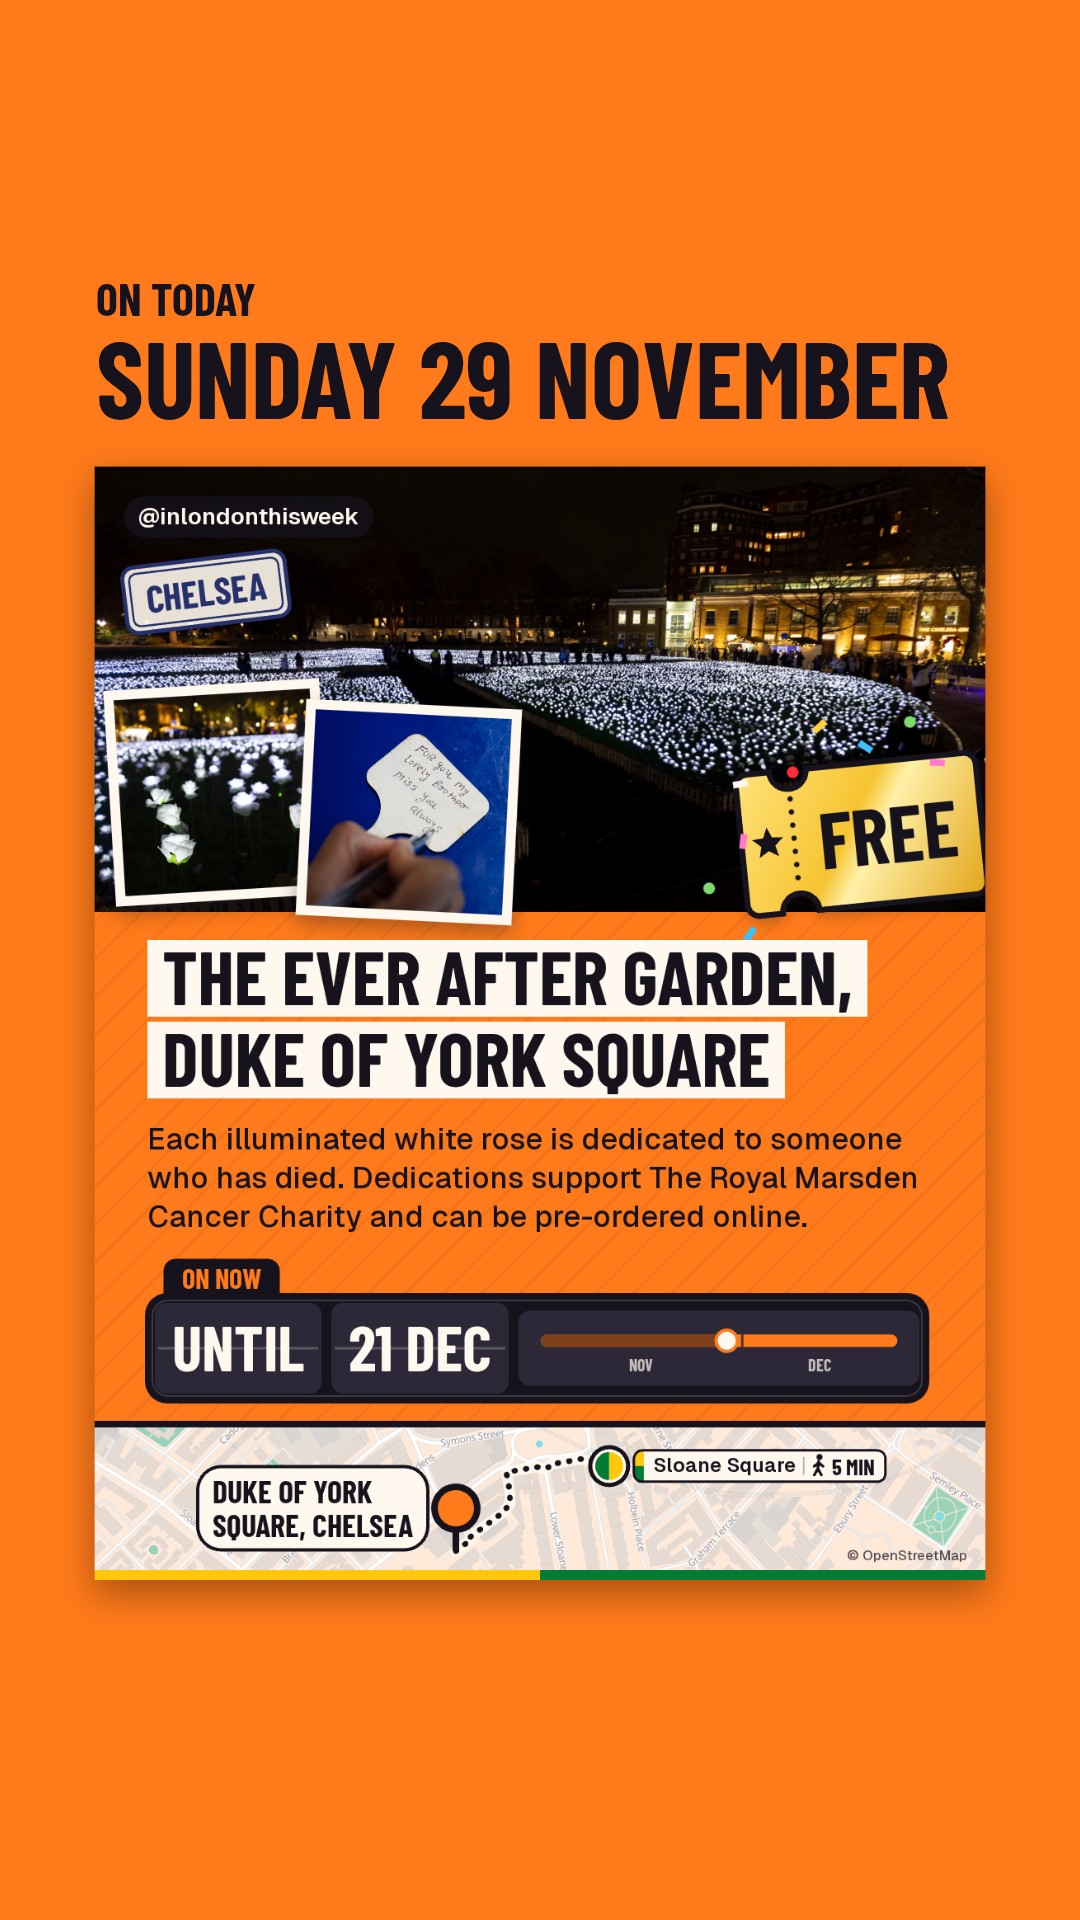 ON TODAY
SUNDAY 29 NOVEMBER
@inlondonthisweek
CHELSEA
FOR you my
Lovely Brother
miss you
always
FREE
THE EVER AFTER GARDEN,
DUKE OF YORK SQUARE
Each illuminated white rose is dedicated to someone
who has died. Dedications support The Royal Marsden
Cancer Charity and can be pre-ordered online.
ON NOW
UNTIL 21 DEC
NOV DEC
Symons Street
Sloane Square 5 MIN
DUKE OF YORK
SQUARE, CHELSEA
Lower Sloane
Holbein Place
Graham Terrace
Ebury Street
Semley Place
© OpenStreetMap